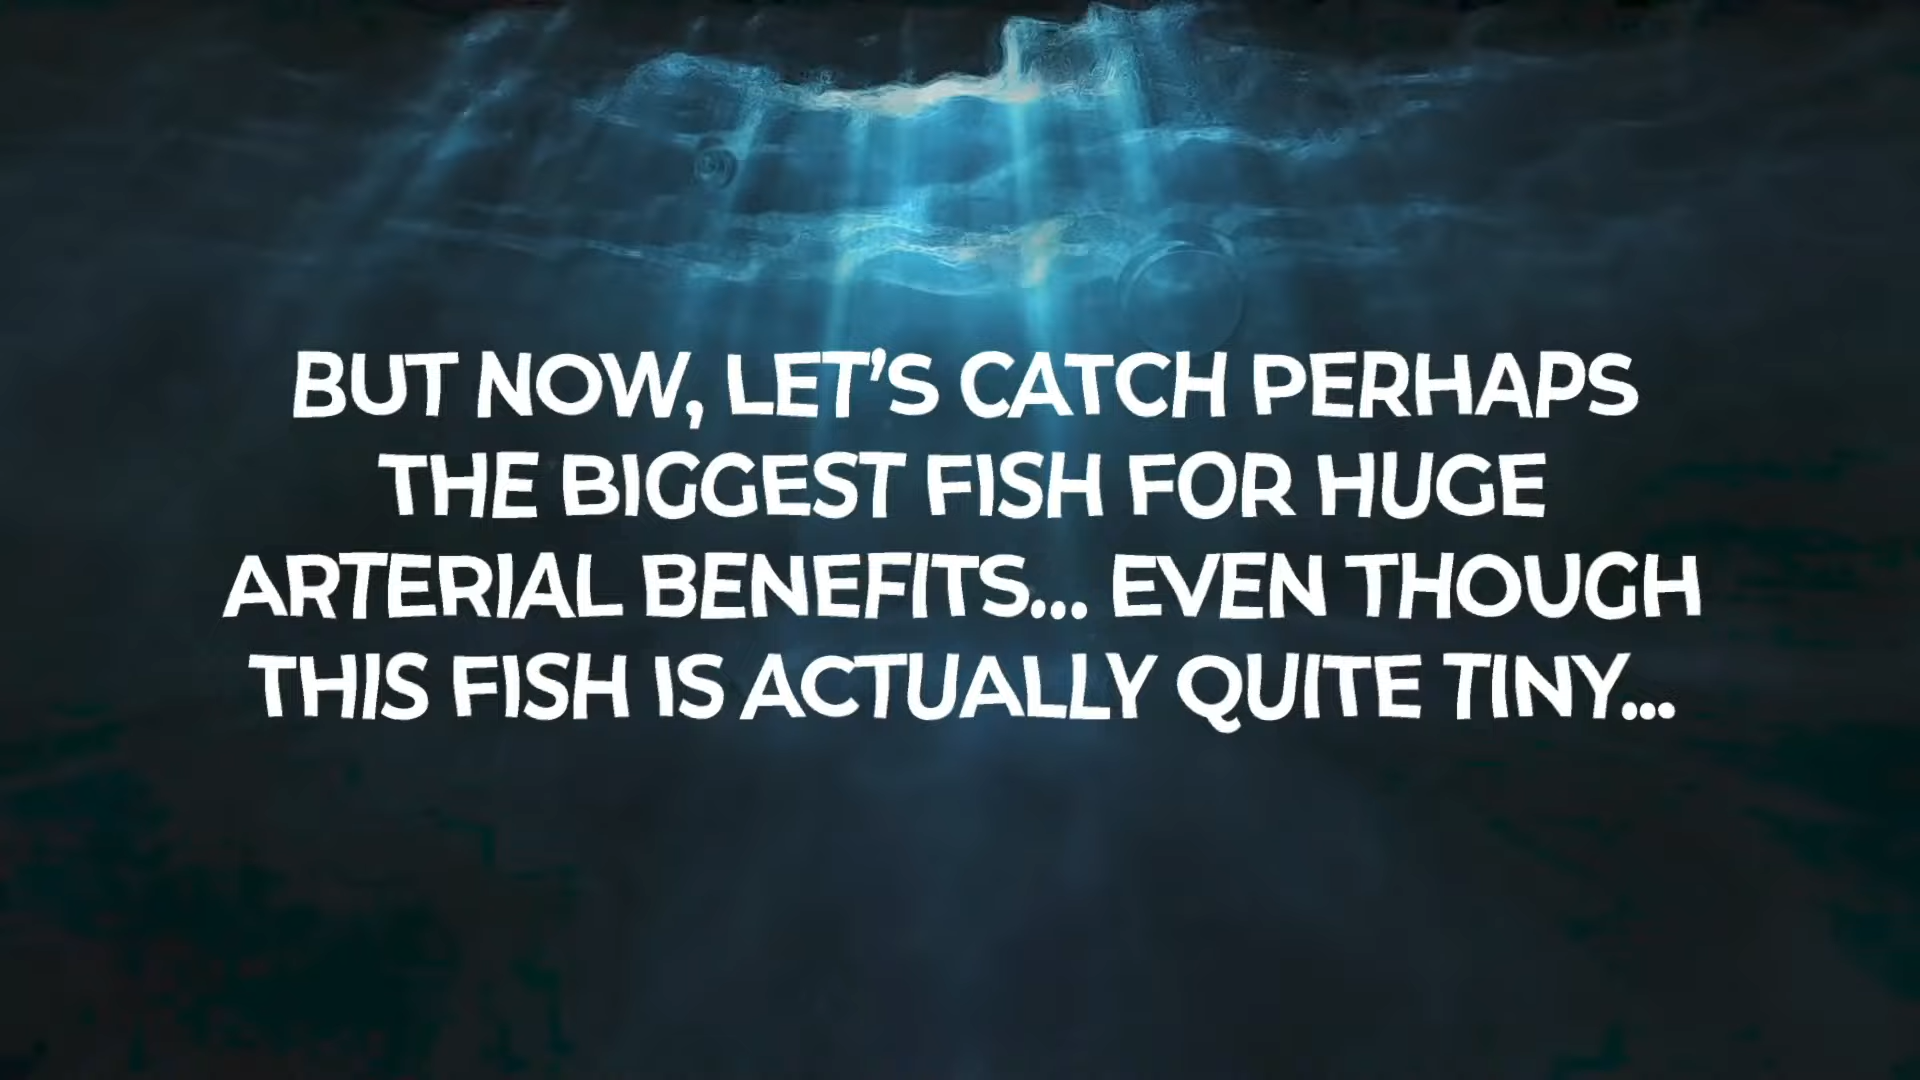 BUT NOW, LET’S CATCH PERHAPS
THE BIGGEST FISH FOR HUGE
ARTERIAL BENEFITS... EVEN THOUGH
THIS FISH IS ACTUALLY QUITE TINY...